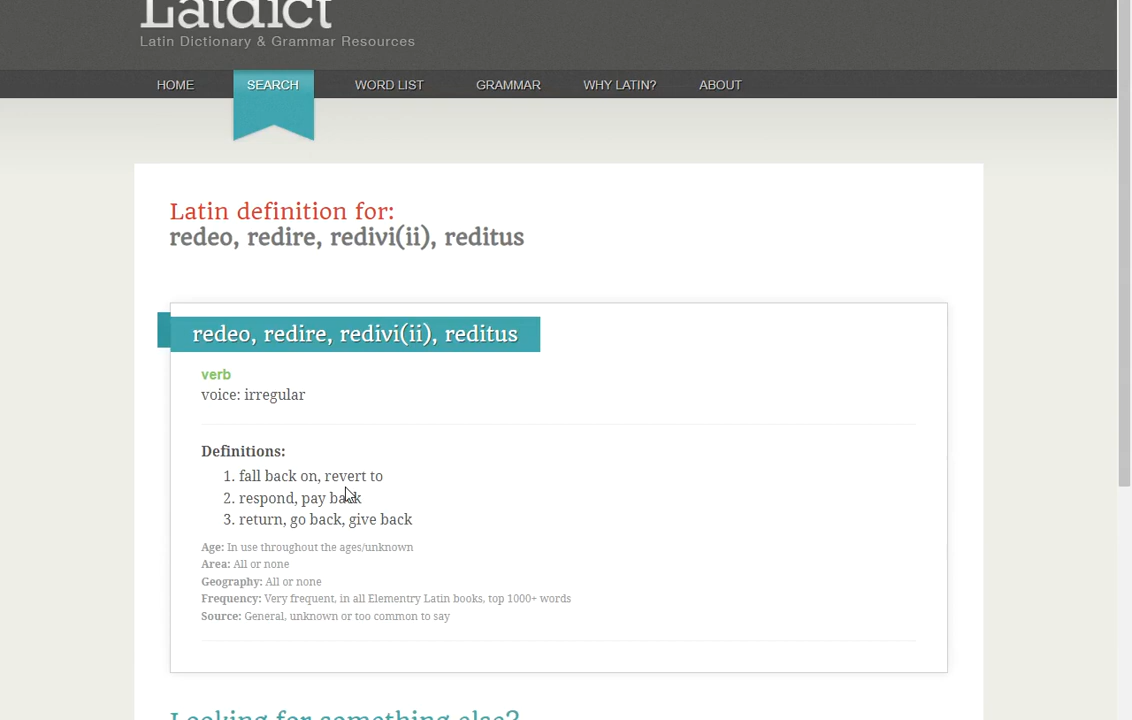 Latdict
Latin Dictionary & Grammar Resources
HOME SEARCH WORD LIST GRAMMAR WHY LATIN? ABOUT
Latin definition for:
redeo, redire, redivi(ii), reditus
redeo, redire, redivi(ii), reditus
verb
voice: irregular
Definitions:
1. fall back on, revert to
2. respond, pay back
3. return, go back, give back
Age: In use throughout the ages/unknown
Area: All or none
Geography: All or none
Frequency: Very frequent, in all Elementry Latin books, top 1000+ words
Source: General, unknown or too common to say
Looking for something else?